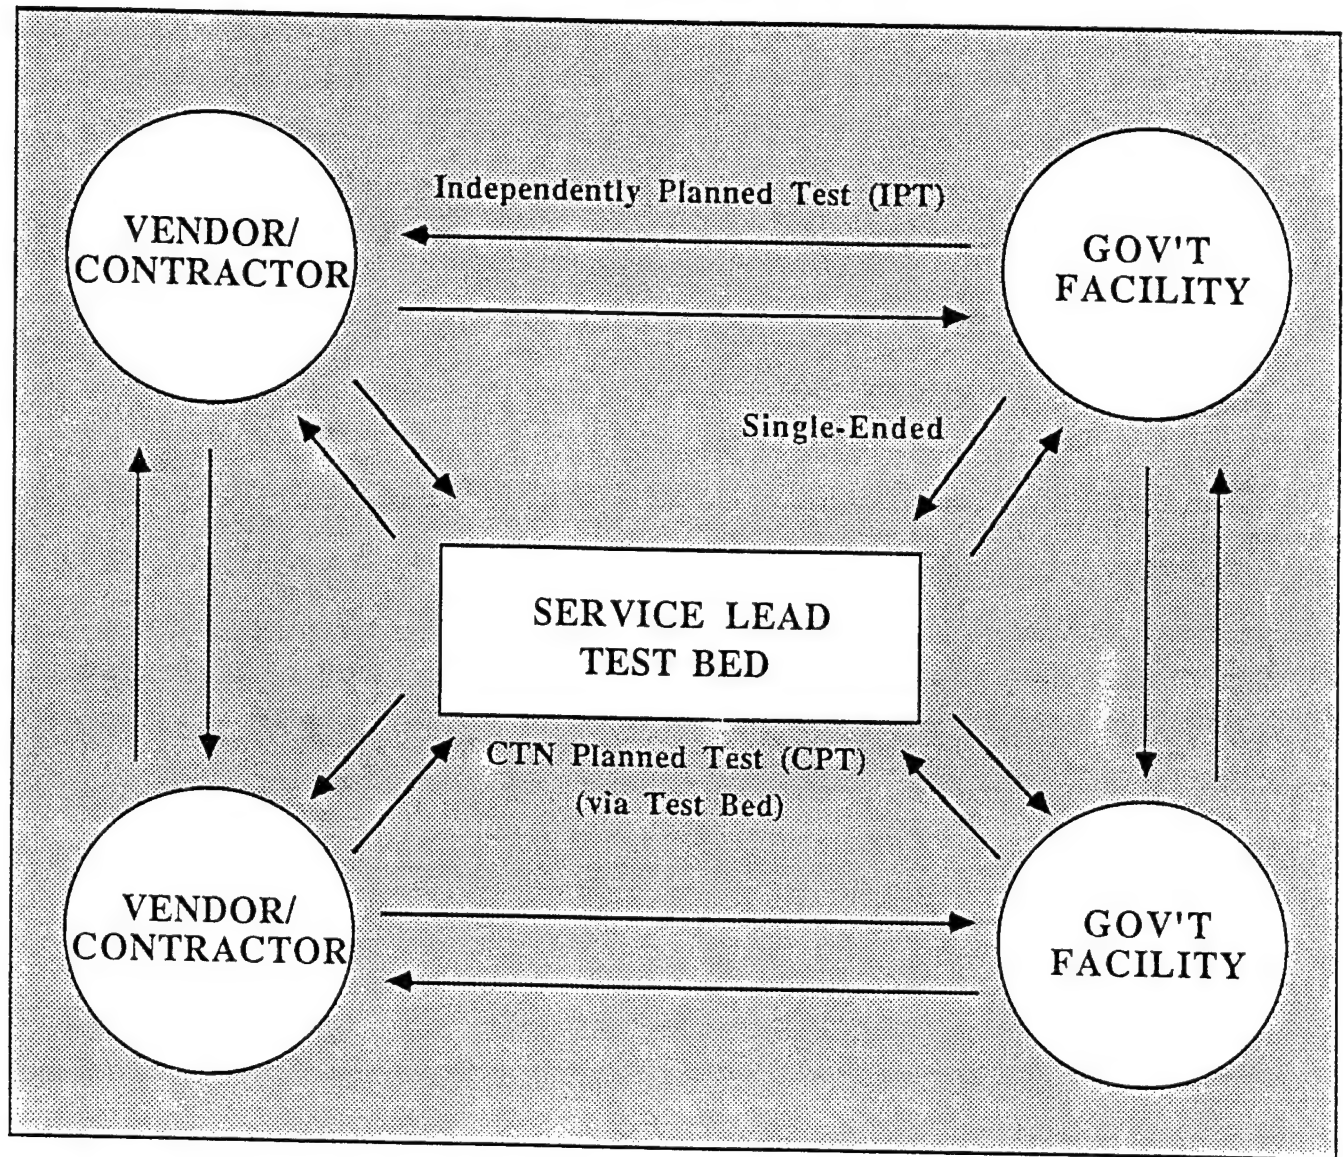 Independently Planned Test (IPT)
VENDOR/
CONTRACTOR
GOV'T
FACILITY
Single-Ended
SERVICE LEAD
TEST BED
CTN Planned Test (CPT)
(via Test Bed)
VENDOR/
CONTRACTOR
GOV'T
FACILITY